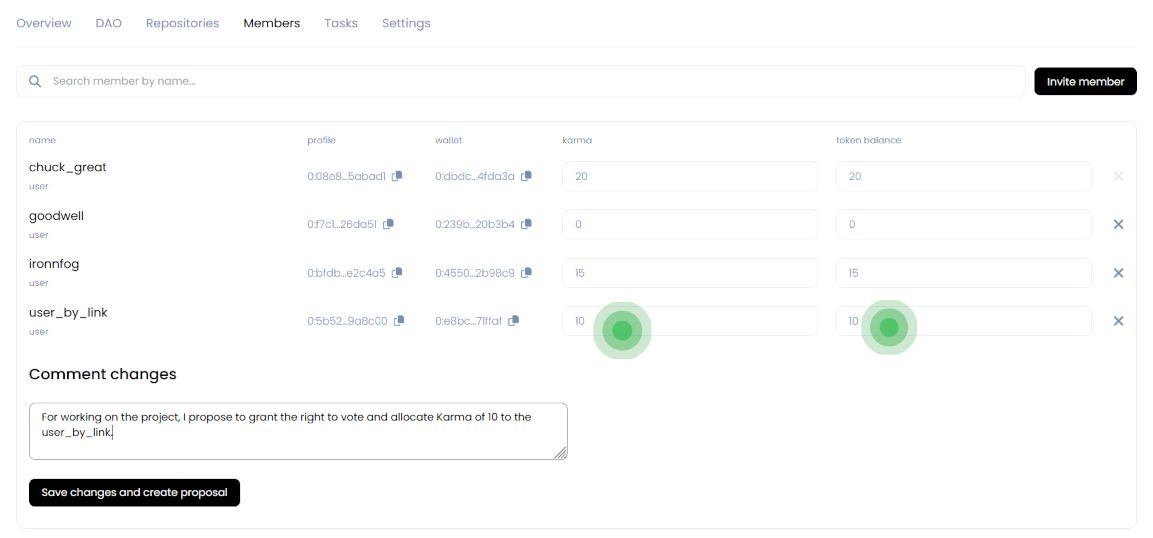 Overview DAO Repositories Members Tasks Settings
Search member by name...
Invite member
name profile wallet karma token balance
chuck_great
user
0:08e8...5abad1 0:dbdc...4fda3a 20 20
goodwell
user
0:f7c1...26da51 0:239b...20b3b4 0 0
ironnfog
user
0:bfdb...e2c4a5 0:4550...2b98c9 15 15
user_by_link
user
0:5b52...9a8c00 0:e8bc...71ffaf 10 10
Comment changes
For working on the project, I propose to grant the right to vote and allocate Karma of 10 to the
user_by_link.
Save changes and create proposal